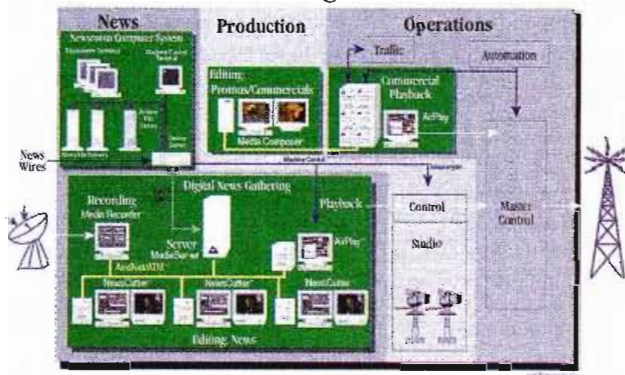 News
Production
Operations
Newsroom Computer System
Traffic
Automation
Editing:
Promos/Commercials
Media Composer
Commercial
Playback
AirPlay
News
Wires
Machine Control
Digital News Gathering
Recording
Media Recorder
Server
MediaServer
Playback
AirPlay
Control
Studio
Master
Control
NewsCutter
NewsCutter
NewsCutter
Editing: News